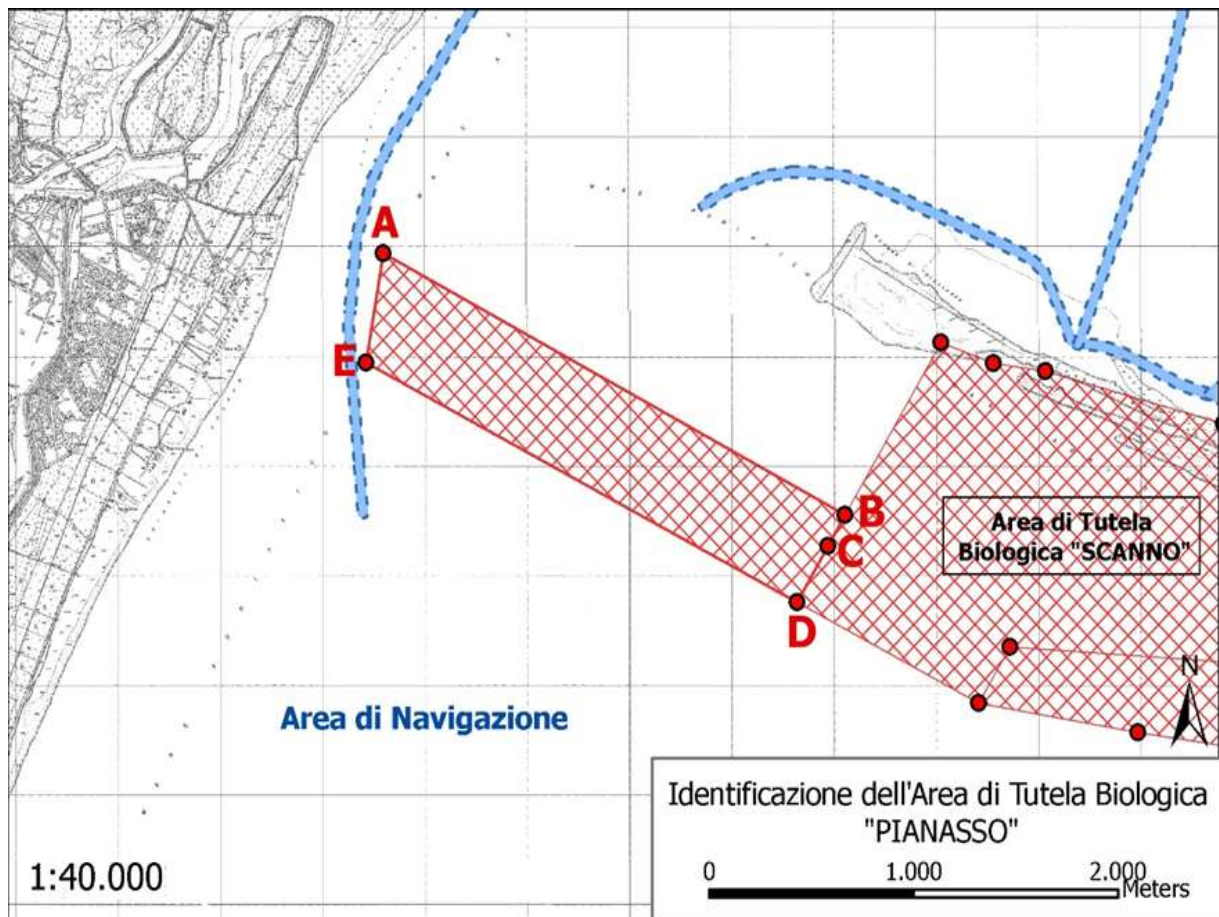 A
E
B
C
D
Area di Tutela
Biologica "SCANNO"
N
Area di Navigazione
Identificazione dell'Area di Tutela Biologica
"PIANASSO"
0 1.000 2.000
Meters
1:40.000